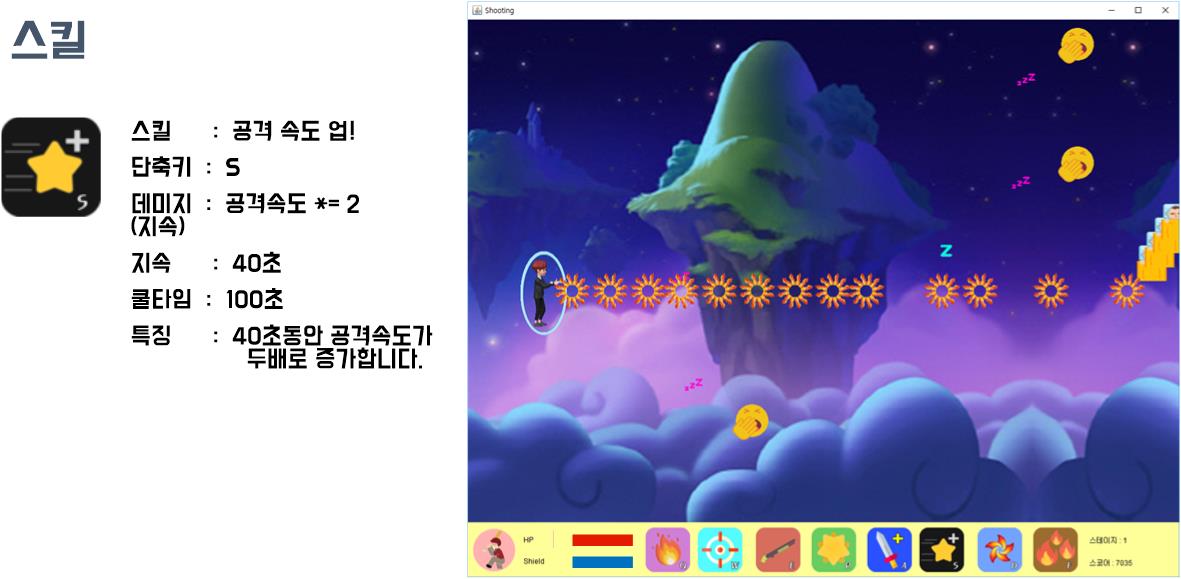 스킬
S
스킬 : 공격 속도 업!
단축키 : S
데미지 : 공격속도 *= 2
(지속)
지속 : 40초
쿨타임 : 100초
특징 : 40초동안 공격속도가
두배로 증가합니다.
Shooting
zzZ
zzZ
Z
zzZ
HP
Shield
Q
W
E
R
A
S
D
F
스테이지 : 1
스코어 : 7035